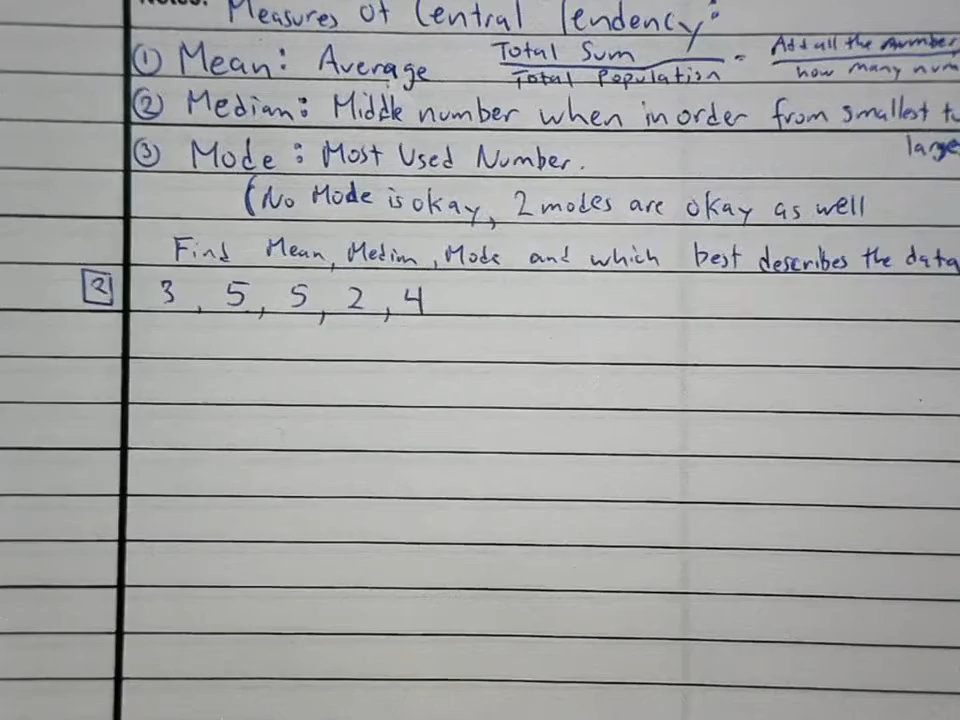 Measures of Central Tendency:
① Mean: Average Total Sum / Total Population = Add all the number / how many num
② Median: Middle number when in order from smallest to
large
③ Mode: Most Used Number.
(No Mode is okay, 2 modes are okay as well
Find Mean, Median, Mode and which best describes the data
2 3, 5, 5, 2, 4